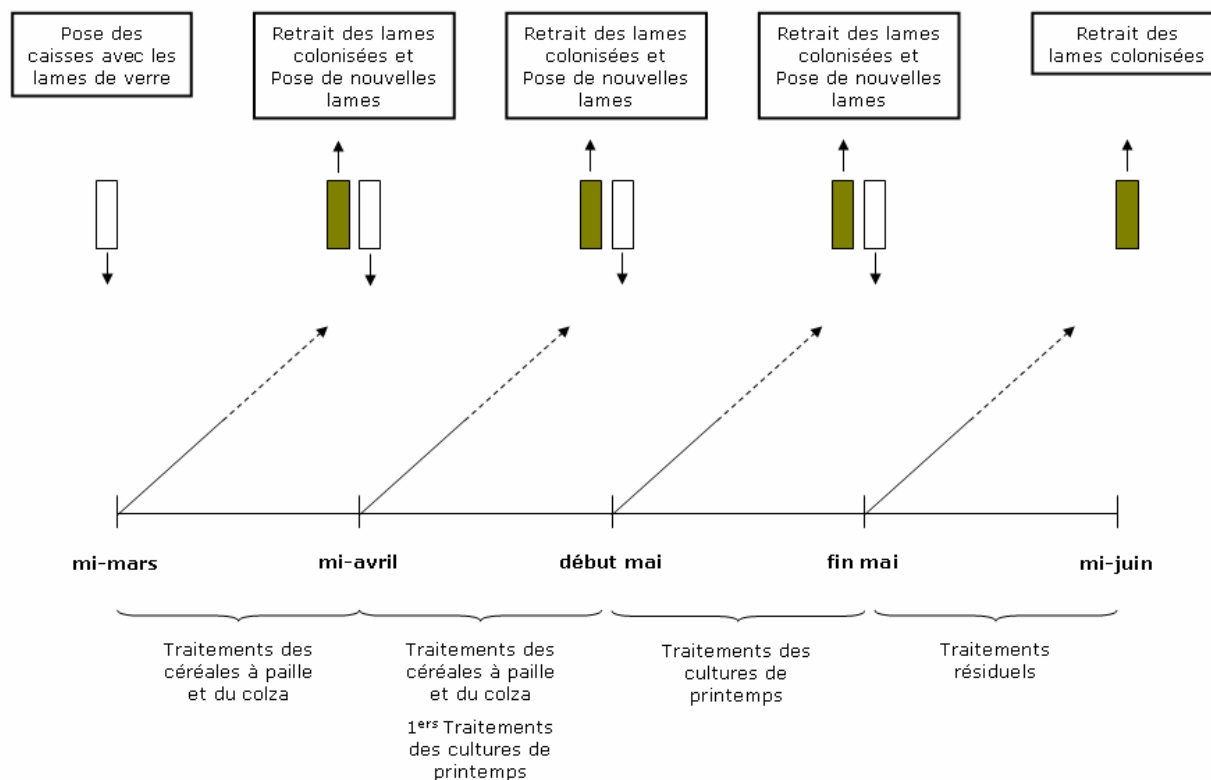 Pose des
caisses avec les
lames de verre
Retrait des lames
colonisées et
Pose de nouvelles
lames
Retrait des lames
colonisées et
Pose de nouvelles
lames
Retrait des lames
colonisées et
Pose de nouvelles
lames
Retrait des
lames colonisées
mi-mars
mi-avril
début mai
fin mai
mi-juin
Traitements des
céréales à paille
et du colza
Traitements des
céréales à paille
et du colza
1ers Traitements
des cultures de
printemps
Traitements des
cultures de
printemps
Traitements
résiduels